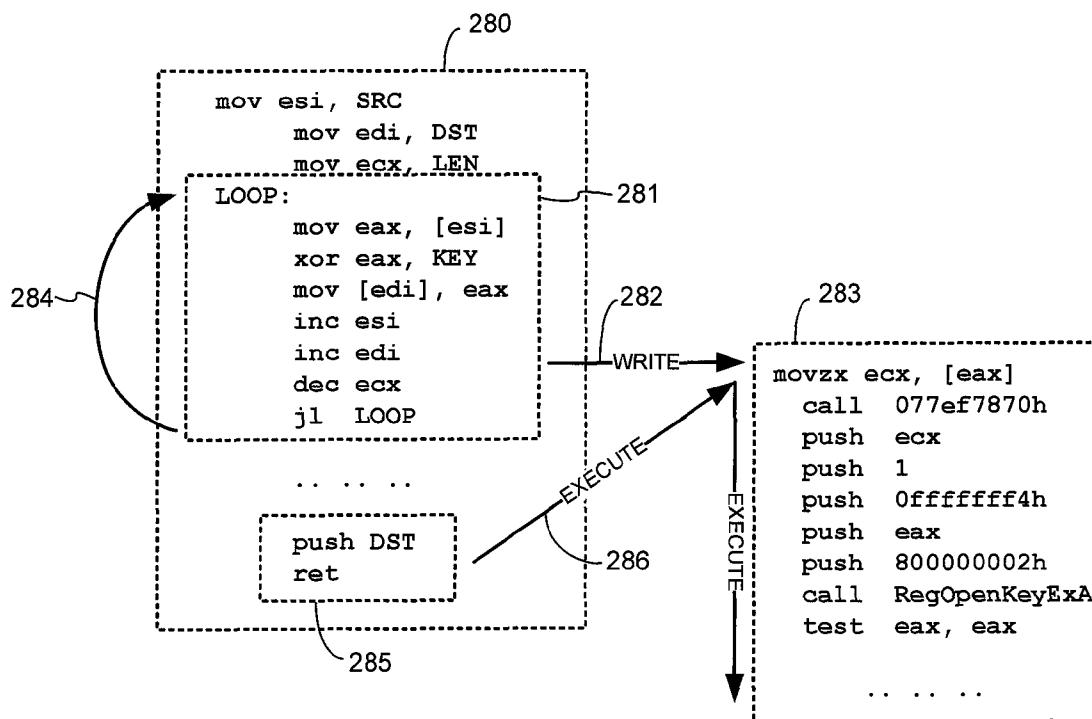 280
mov esi, SRC
mov edi, DST
mov ecx, LEN
LOOP:
281
mov eax, [esi]
xor eax, KEY
mov [edi], eax
inc esi
inc edi
dec ecx
jl LOOP
284
282
WRITE
283
movzx ecx, [eax]
call 077ef7870h
push ecx
push 1
push 0fffffff4h
push eax
push 800000002h
call RegOpenKeyExA
test eax, eax
.. .. ..
EXECUTE
EXECUTE
286
.. .. ..
push DST
ret
285